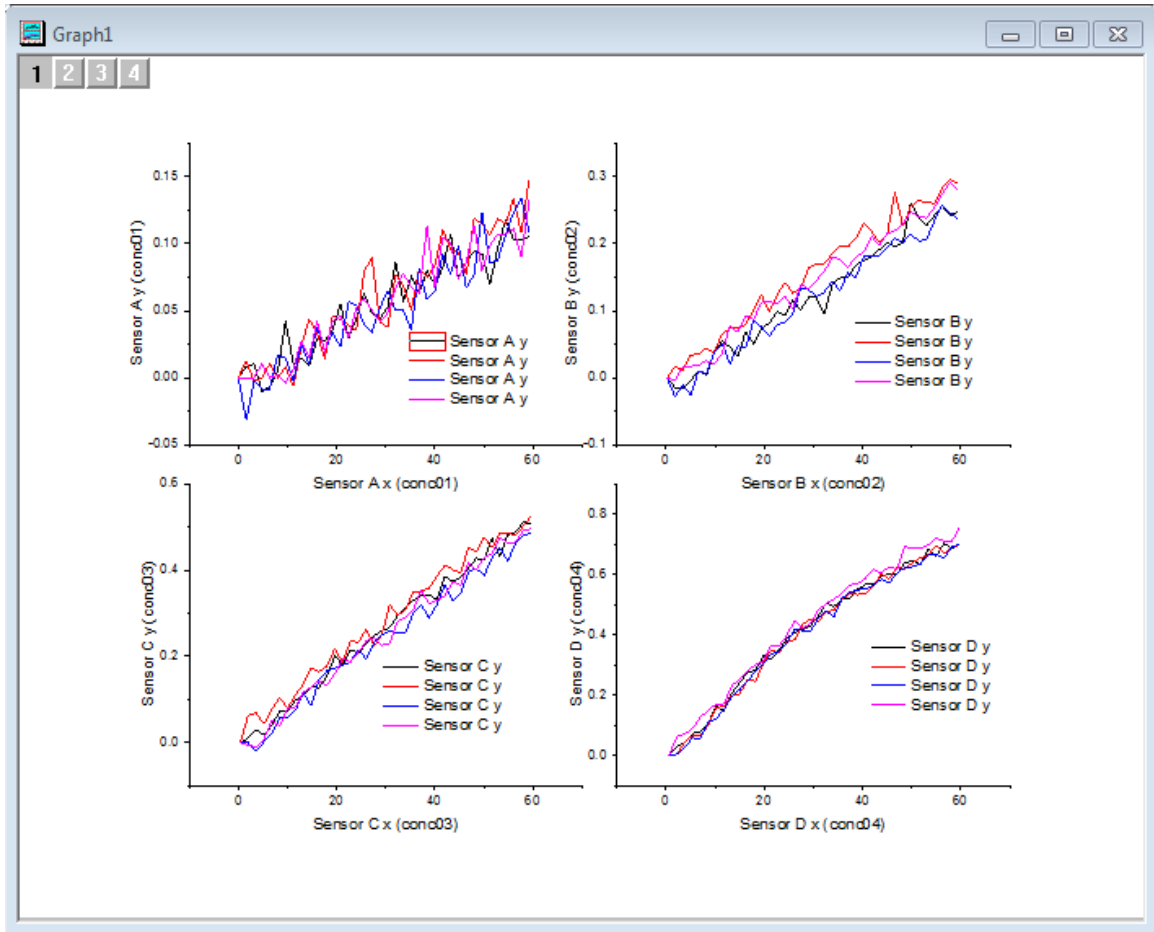 Graph1
1 2 3 4
0.15
0.10
0.05
0.00
-0.05
Sensor A y (conc01)
Sensor A y
Sensor A y
Sensor A y
Sensor A y
0 20 40 60
Sensor A x (conc01)
0.3
0.2
0.1
0.0
-0.1
Sensor B y (conc02)
Sensor B y
Sensor B y
Sensor B y
Sensor B y
0 20 40 60
Sensor B x (conc02)
0.6
0.4
0.2
0.0
Sensor C y (conc03)
Sensor C y
Sensor C y
Sensor C y
Sensor C y
0 20 40 60
Sensor C x (conc03)
0.8
0.6
0.4
0.2
0.0
Sensor D y (conc04)
Sensor D y
Sensor D y
Sensor D y
Sensor D y
0 20 40 60
Sensor D x (conc04)